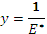 y = 1/E*